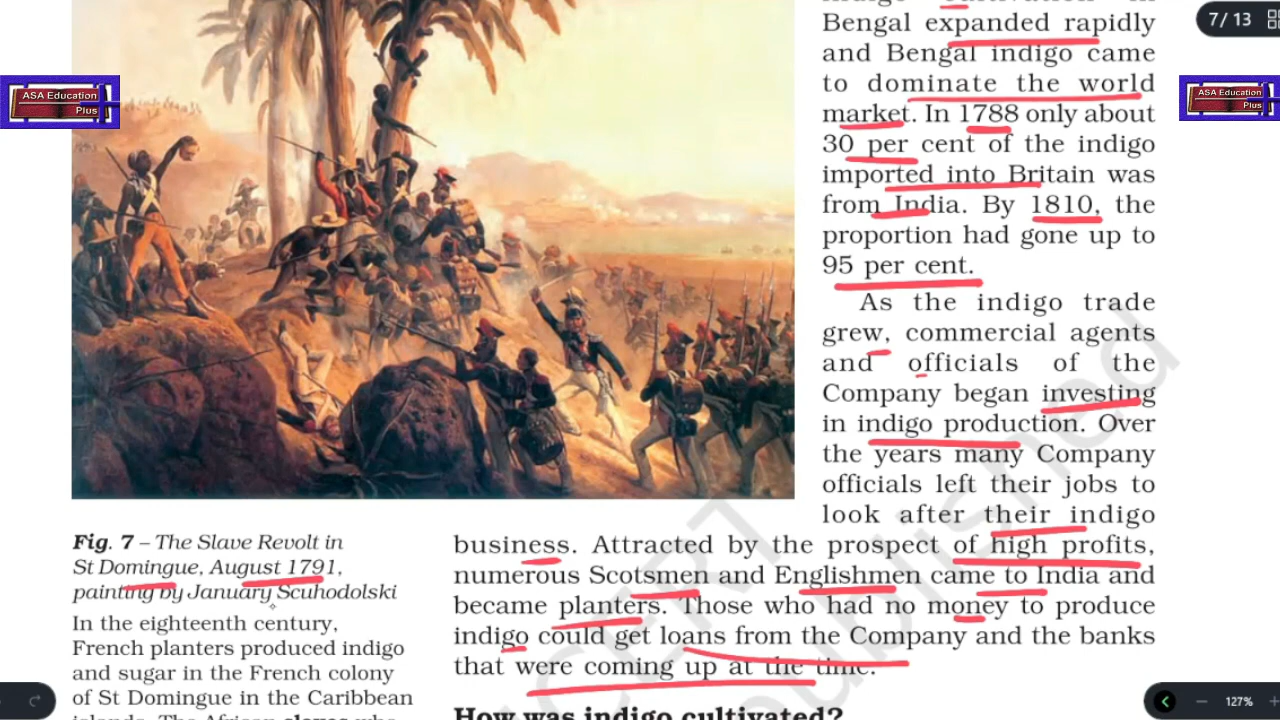 Bengal expanded rapidly
and Bengal indigo came
to dominate the world
market. In 1788 only about
30 per cent of the indigo
imported into Britain was
from India. By 1810, the
proportion had gone up to
95 per cent.
As the indigo trade
grew, commercial agents
and officials of the
Company began investing
in indigo production. Over
the years many Company
officials left their jobs to
look after their indigo
business. Attracted by the prospect of high profits,
numerous Scotsmen and Englishmen came to India and
became planters. Those who had no money to produce
indigo could get loans from the Company and the banks
that were coming up at the time.
How was indigo cultivated?
Fig. 7 – The Slave Revolt in
St Domingue, August 1791,
painting by January Scuhodolski
In the eighteenth century,
French planters produced indigo
and sugar in the French colony
of St Domingue in the Caribbean
islands. The African slaves who
ASA Education
Plus
ASA Education
Plus
7/ 13
127%